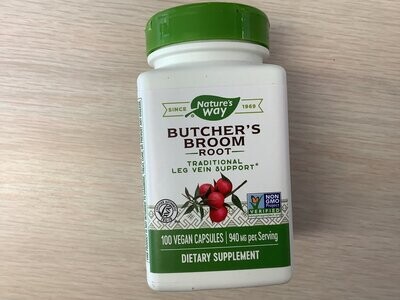 SINCE Nature's Way 1969
BUTCHER'S
BROOM
ROOT
TRADITIONAL
LEG VEIN SUPPORT*
NON
GMO
Project
VERIFIED
100 VEGAN CAPSULES | 940 MG per Serving
DIETARY SUPPLEMENT